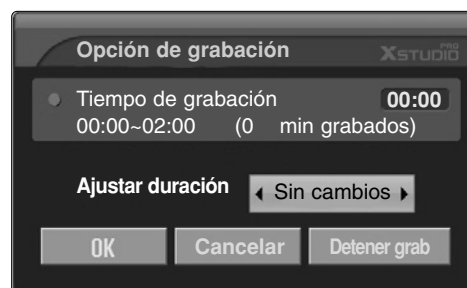 Opción de grabación XSTUDIO PRO
Tiempo de grabación 00:00
00:00~02:00 (0 min grabados)
Ajustar duración Sin cambios
OK Cancelar Detener grab